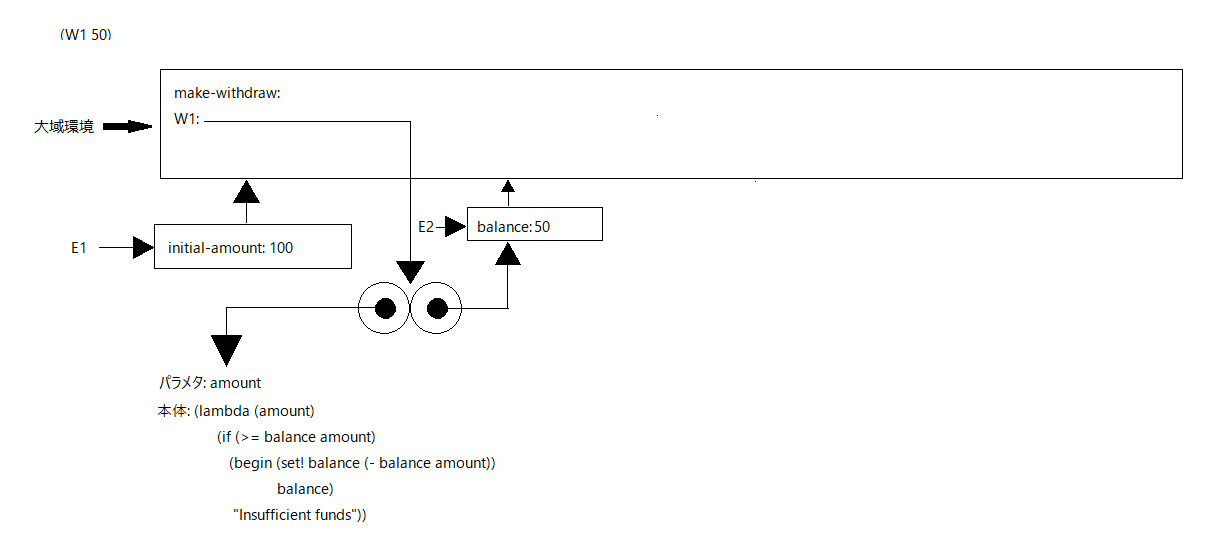 (W1 50)
make-withdraw:
大域環境
W1:
E1
initial-amount: 100
E2
balance: 50
パラメタ: amount
本体: (lambda (amount)
(if (>= balance amount)
(begin (set! balance (- balance amount))
balance)
"Insufficient funds"))